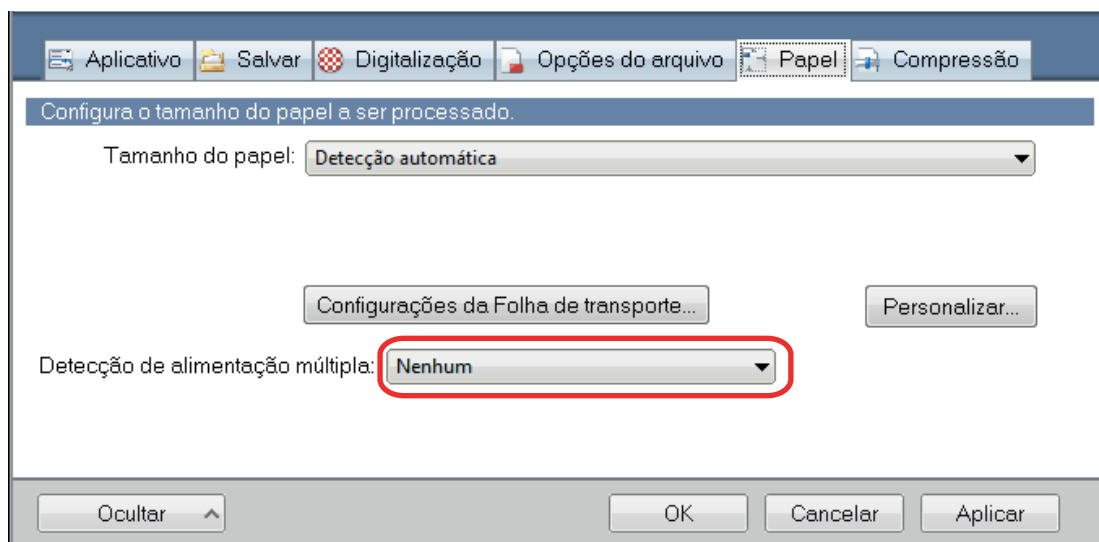 Aplicativo Salvar Digitalização Opções do arquivo Papel Compressão
Configura o tamanho do papel a ser processado.
Tamanho do papel: Detecção automática
Configurações da Folha de transporte... Personalizar...
Detecção de alimentação múltipla: Nenhum
Ocultar OK Cancelar Aplicar